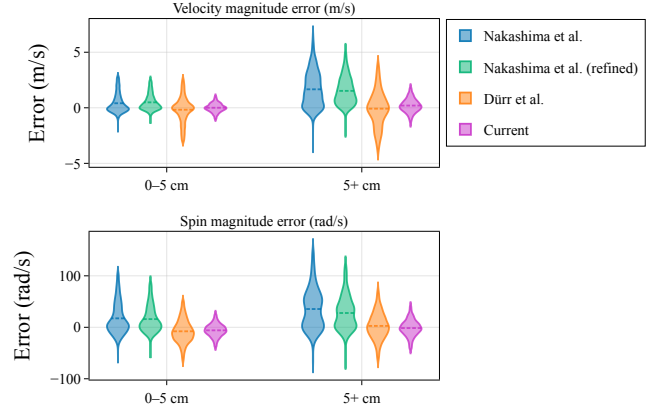 Velocity magnitude error (m/s)
Error (m/s)
5
0
−5
0–5 cm
5+ cm
Nakashima et al.
Nakashima et al. (refined)
Dürr et al.
Current
Spin magnitude error (rad/s)
Error (rad/s)
100
0
−100
0–5 cm
5+ cm